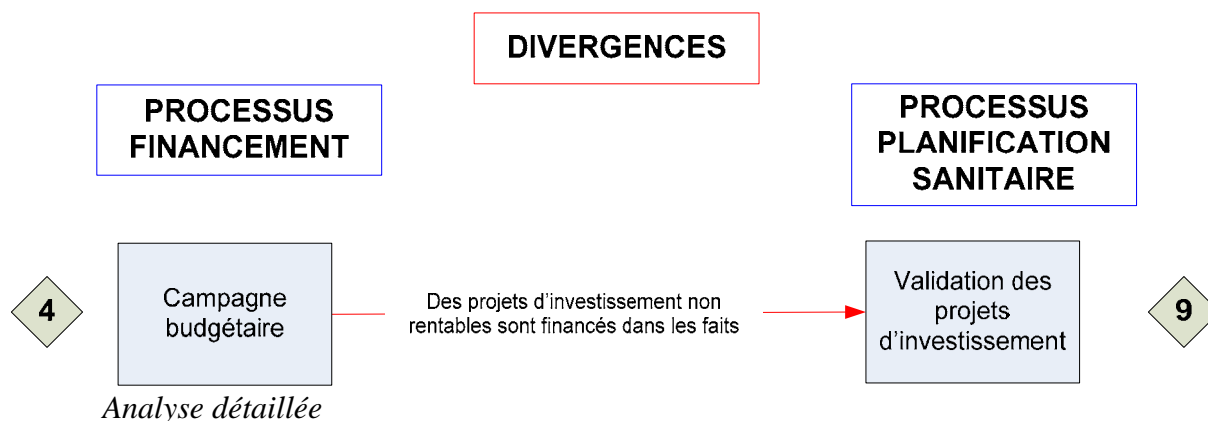 DIVERGENCES
PROCESSUS
FINANCEMENT
PROCESSUS
PLANIFICATION
SANITAIRE
4
Campagne
budgétaire
Des projets d'investissement non
rentables sont financés dans les faits
Validation des
projets
d'investissement
9
Analyse détaillée